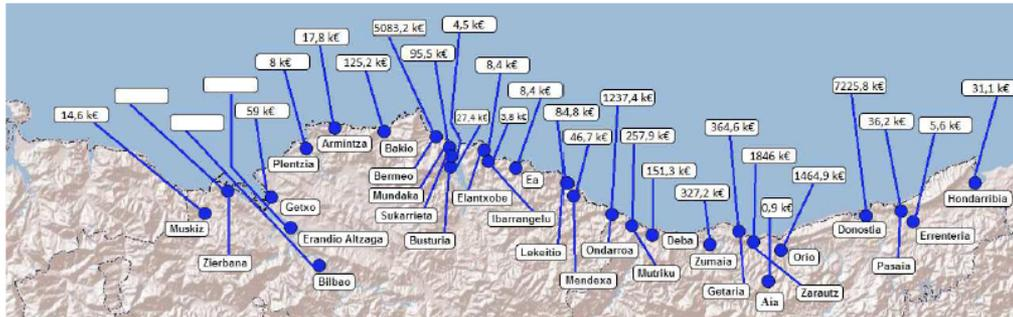 4,5 k€
5083,2 k€
17,8 k€
95,5 k€
8 k€
125,2 k€
8,4 k€
8,4 k€
7225,8 k€
31,1 k€
1237,4 k€
14,6 k€
59 k€
27,4 k€
3,8 k€
84,8 k€
36,2 k€
5,6 k€
46,7 k€
257,9 k€
364,6 k€
1846 k€
151,3 k€
1464,9 k€
327,2 k€
0,9 k€
Armintza
Bakio
Plentzia
Bermeo
Ea
Mundaka
Elantxobe
Hondarribia
Getxo
Sukarrieta
Ibarrangelu
Muskiz
Donostia
Errenteria
Erandio Altzaga
Busturia
Deba
Lekeitio
Ondarroa
Orio
Zierbana
Zumaia
Pasaia
Mutriku
Bilbao
Mendexa
Getaria
Zarautz
Aia